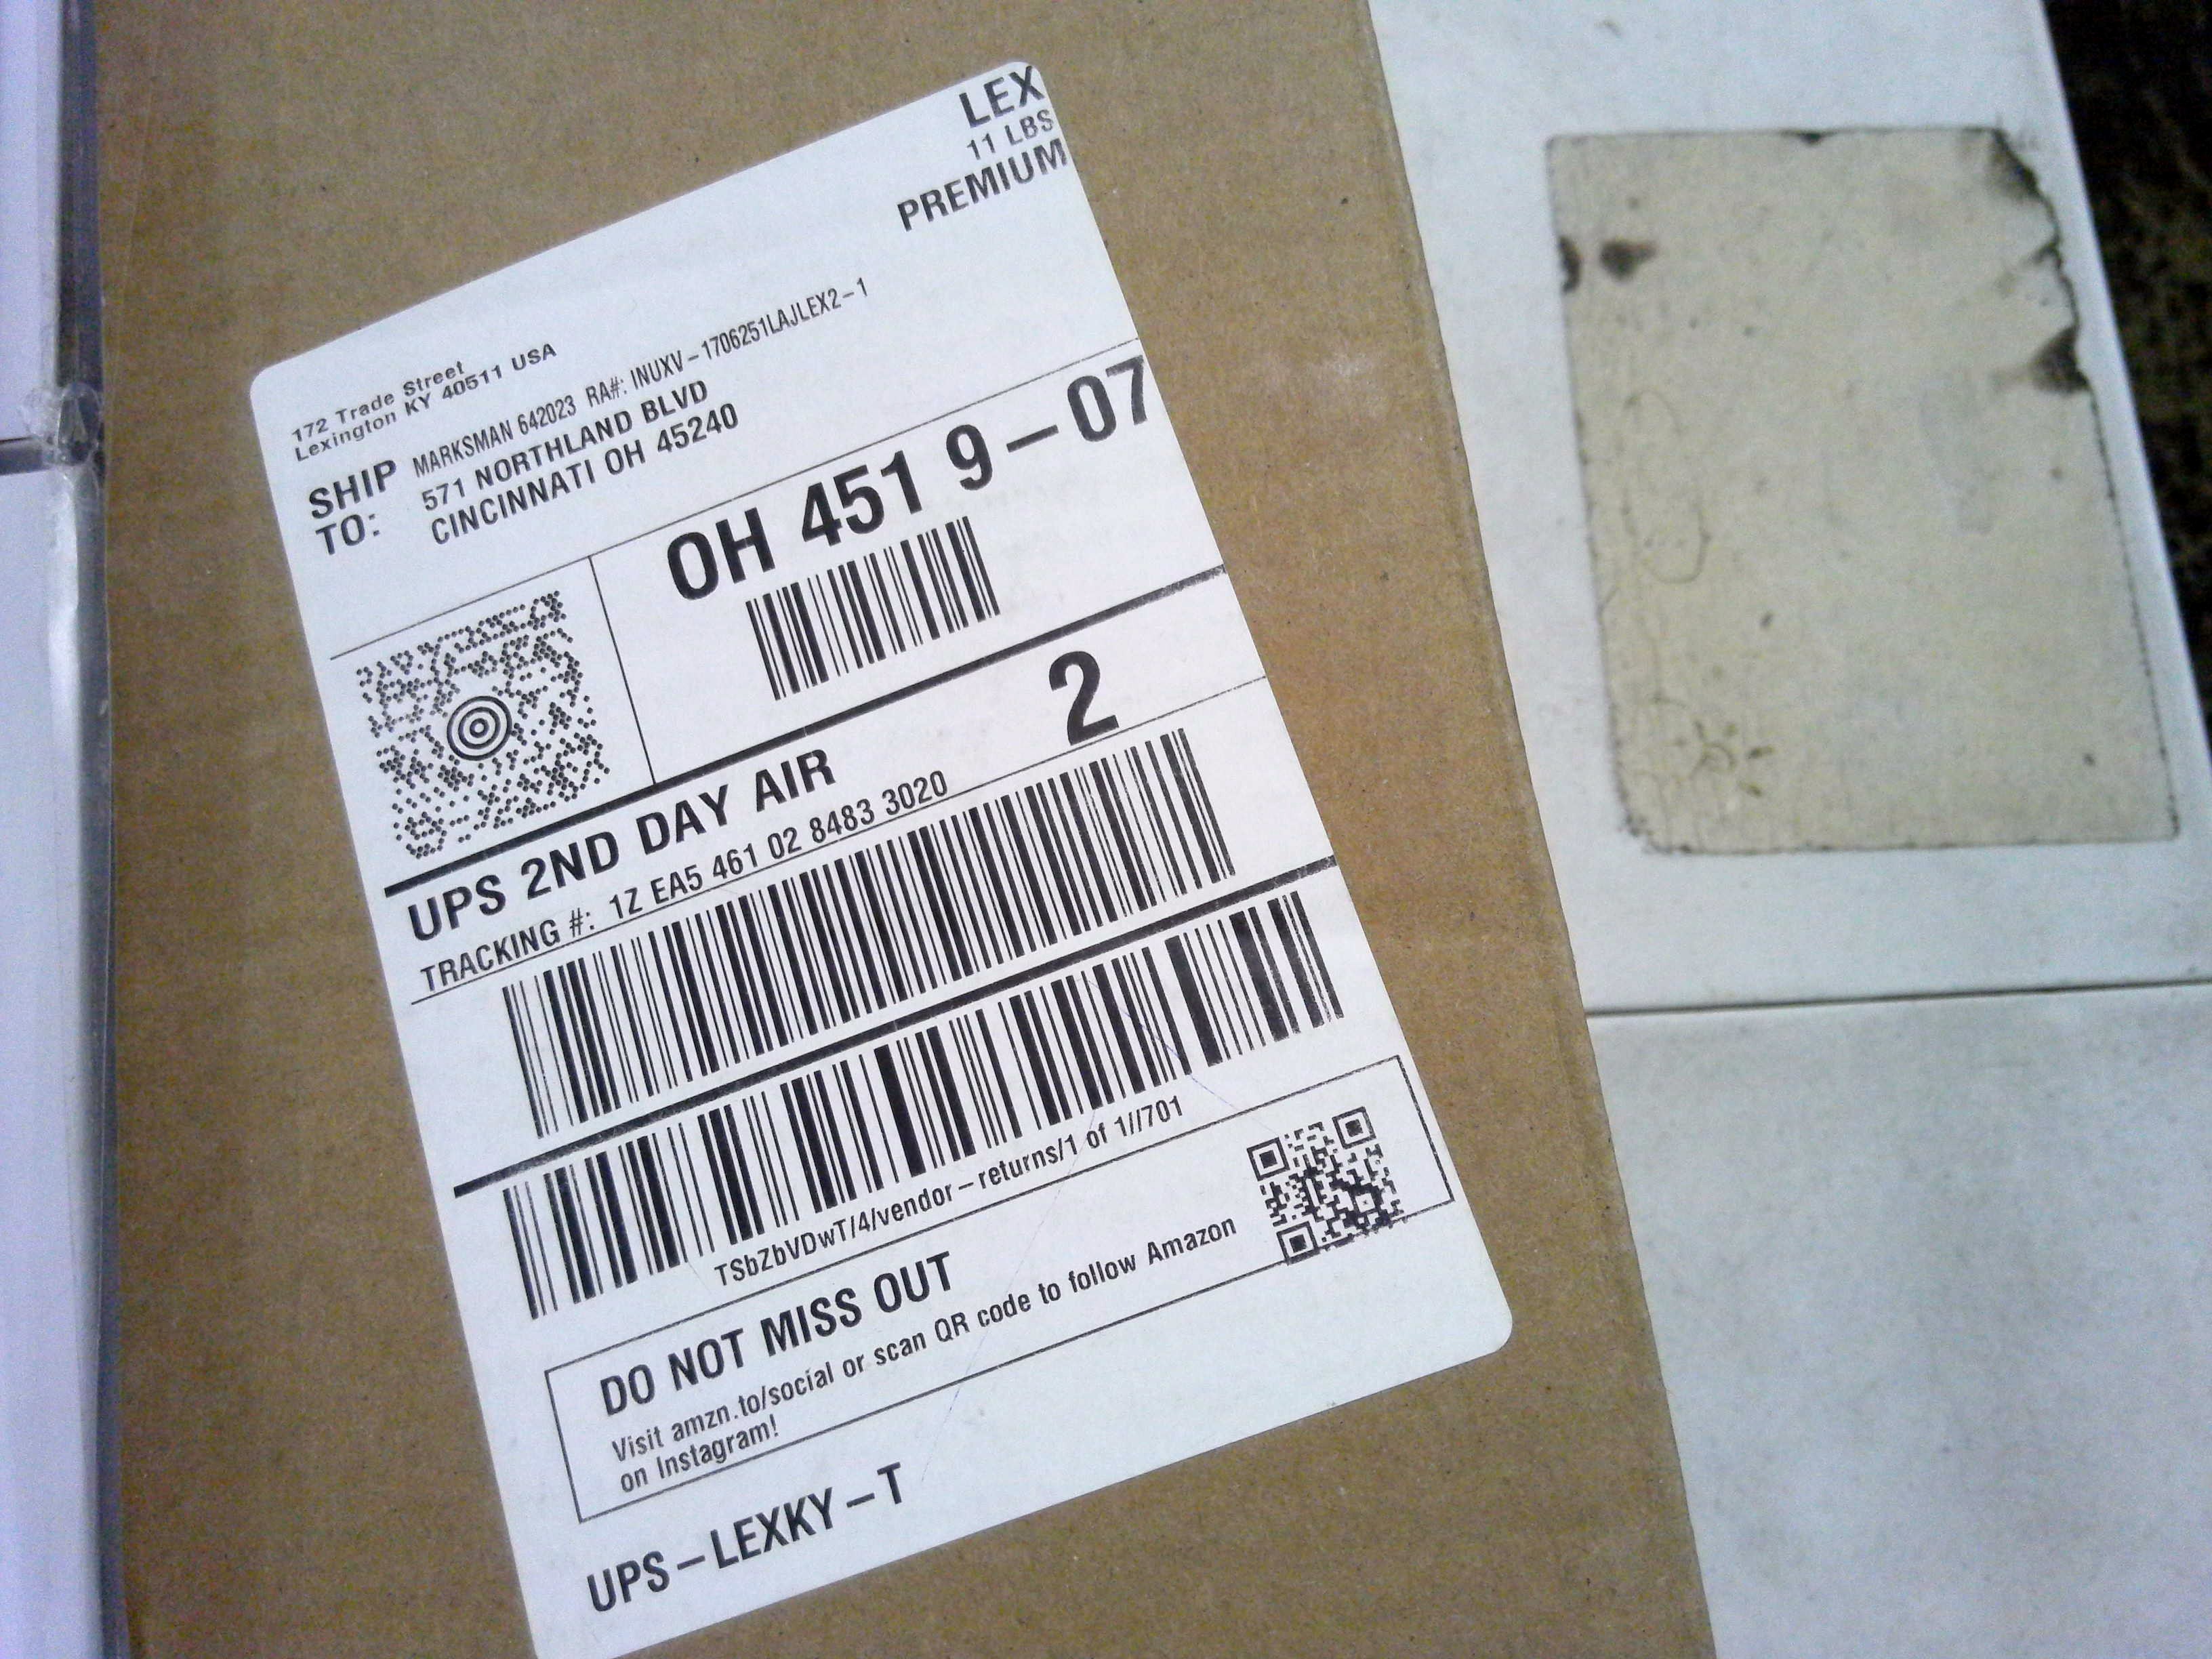 LEX
11 LBS
PREMIUM
172 Trade Street
Lexington KY 40511 USA
SHIP TO:
MARKSMAN 642023 RA#: INUXV-1706251LAJLEX2-1
571 NORTHLAND BLVD
CINCINNATI OH 45240
OH 451 9-07
UPS 2ND DAY AIR
2
TRACKING #: 1Z EA5 461 02 8483 3020
TSbZbVDwT/4/vendor-returns/1 of 1//701
DO NOT MISS OUT
Visit amzn.to/social or scan QR code to follow Amazon
on Instagram!
UPS-LEXKY-T